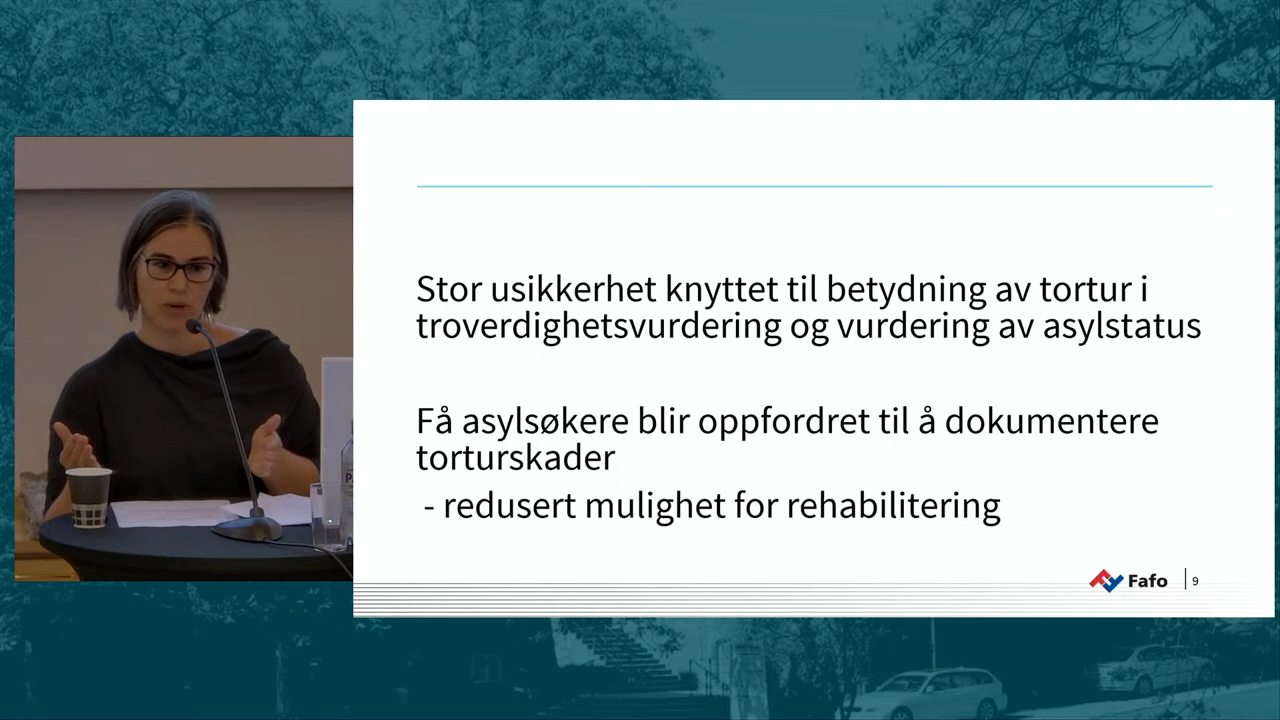 Stor usikkerhet knyttet til betydning av tortur i
troverdighetsvurdering og vurdering av asylstatus
Få asylsøkere blir oppfordret til å dokumentere
torturskader
- redusert mulighet for rehabilitering
Fafo
9